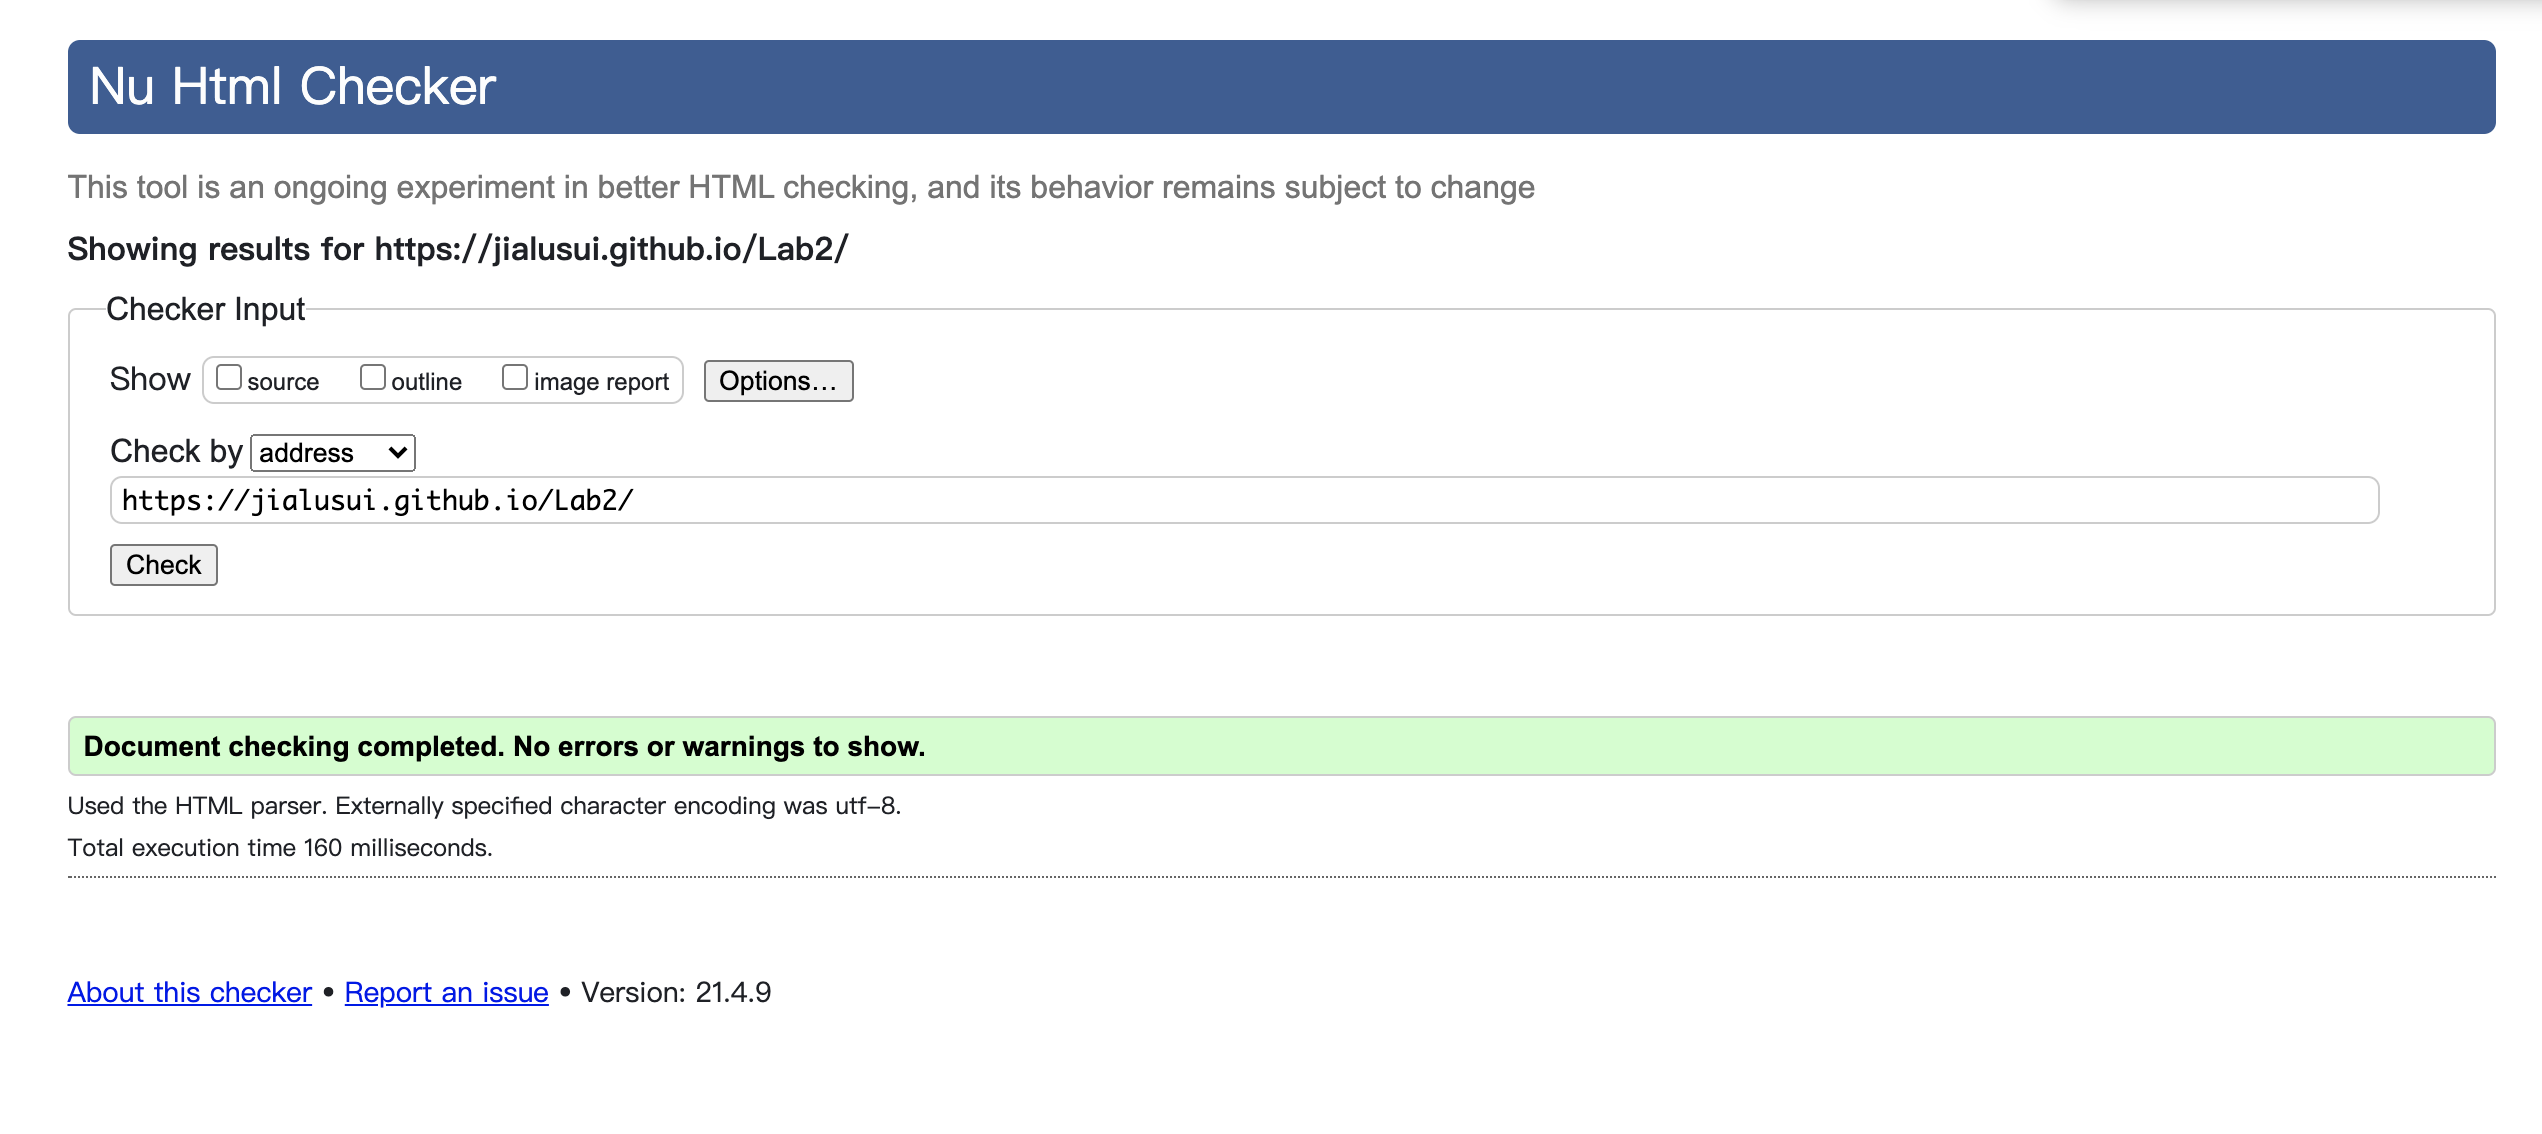 Nu Html Checker
This tool is an ongoing experiment in better HTML checking, and its behavior remains subject to change
Showing results for https://jialusui.github.io/Lab2/
Checker Input
Show source outline image report Options...
Check by address
https://jialusui.github.io/Lab2/
Check
Document checking completed. No errors or warnings to show.
Used the HTML parser. Externally specified character encoding was utf-8.
Total execution time 160 milliseconds.
About this checker • Report an issue • Version: 21.4.9